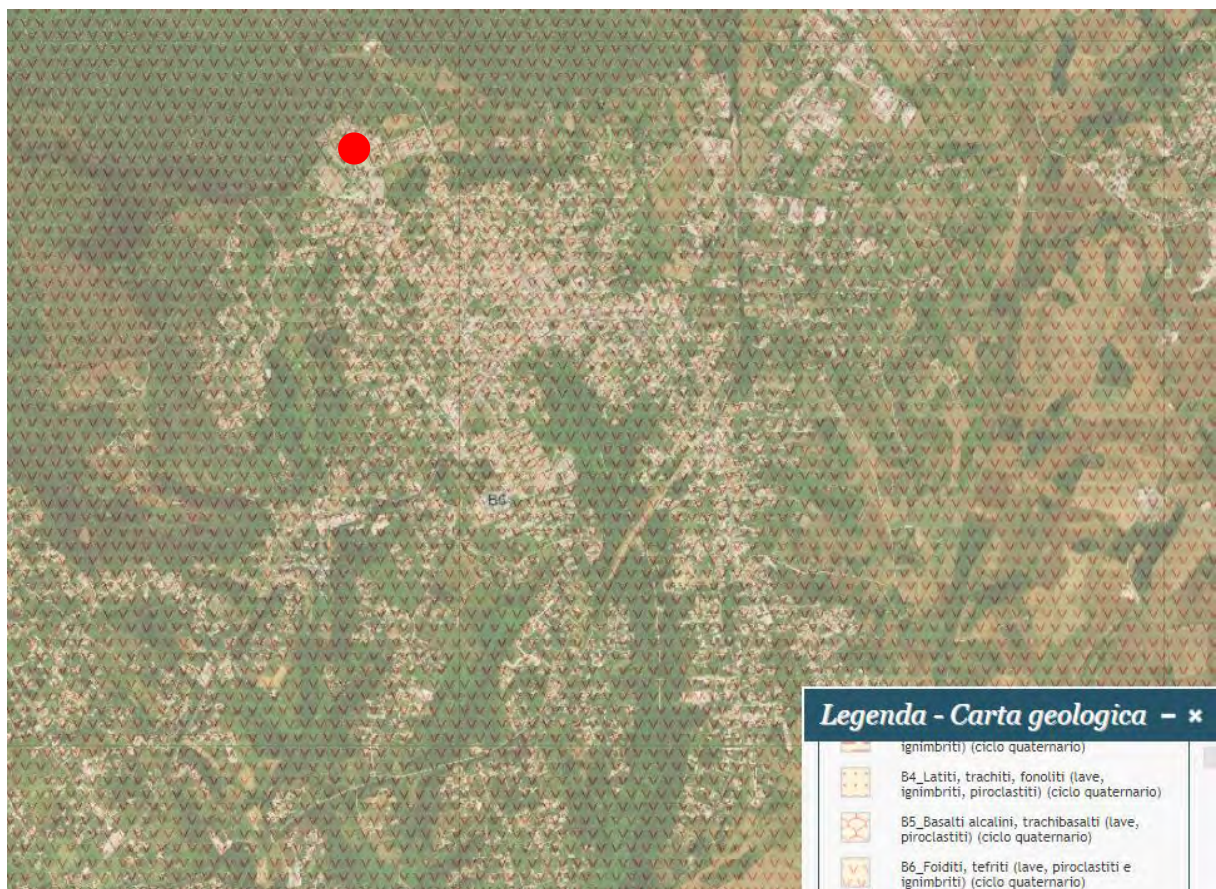 B6
Legenda - Carta geologica − ×
ignimbriti) (ciclo quaternario)
B4_Latiti, trachiti, fonoliti (lave,
ignimbriti, piroclastiti) (ciclo quaternario)
B5_Basalti alcalini, trachibasalti (lave,
piroclastiti) (ciclo quaternario)
B6_Foiditi, tefriti (lave, piroclastiti e
ignimbriti) (ciclo quaternario)